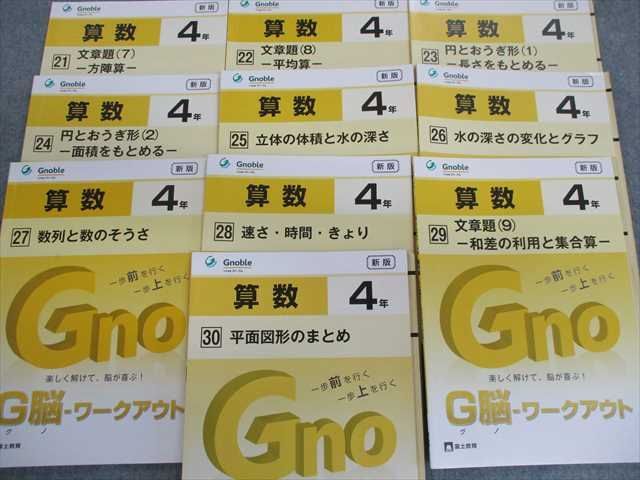 新版
算数 4年
21 文章題(7)
ー方陣算ー
Gnoble
新版
算数 4年
22 文章題(8)
ー平均算ー
新版
算数 4年
23 円とおうぎ形(1)
ー長さをもとめるー
Gnoble
新版
算数 4年
24 円とおうぎ形(2)
ー面積をもとめるー
Gnoble
新版
算数 4年
25 立体の体積と水の深さ
Gnoble
新版
算数 4年
26 水の深さの変化とグラフ
Gnoble
新版
算数 4年
27 数列と数のそうさ
一歩前を行く
一歩上を行く
Gno
楽しく解けて、脳が喜ぶ!
G脳-ワークアウト
グノ
富士教育
Gnoble
新版
算数 4年
28 速さ・時間・きょり
Gnoble
新版
算数 4年
29 文章題(9)
ー和差の利用と集合算ー
一歩前を行く
一歩上を行く
Gno
楽しく解けて、脳が喜ぶ!
G脳-ワークアウト
グノ
富士教育
Gnoble
新版
算数 4年
30 平面図形のまとめ
一歩前を行く
一歩上を行く
Gno